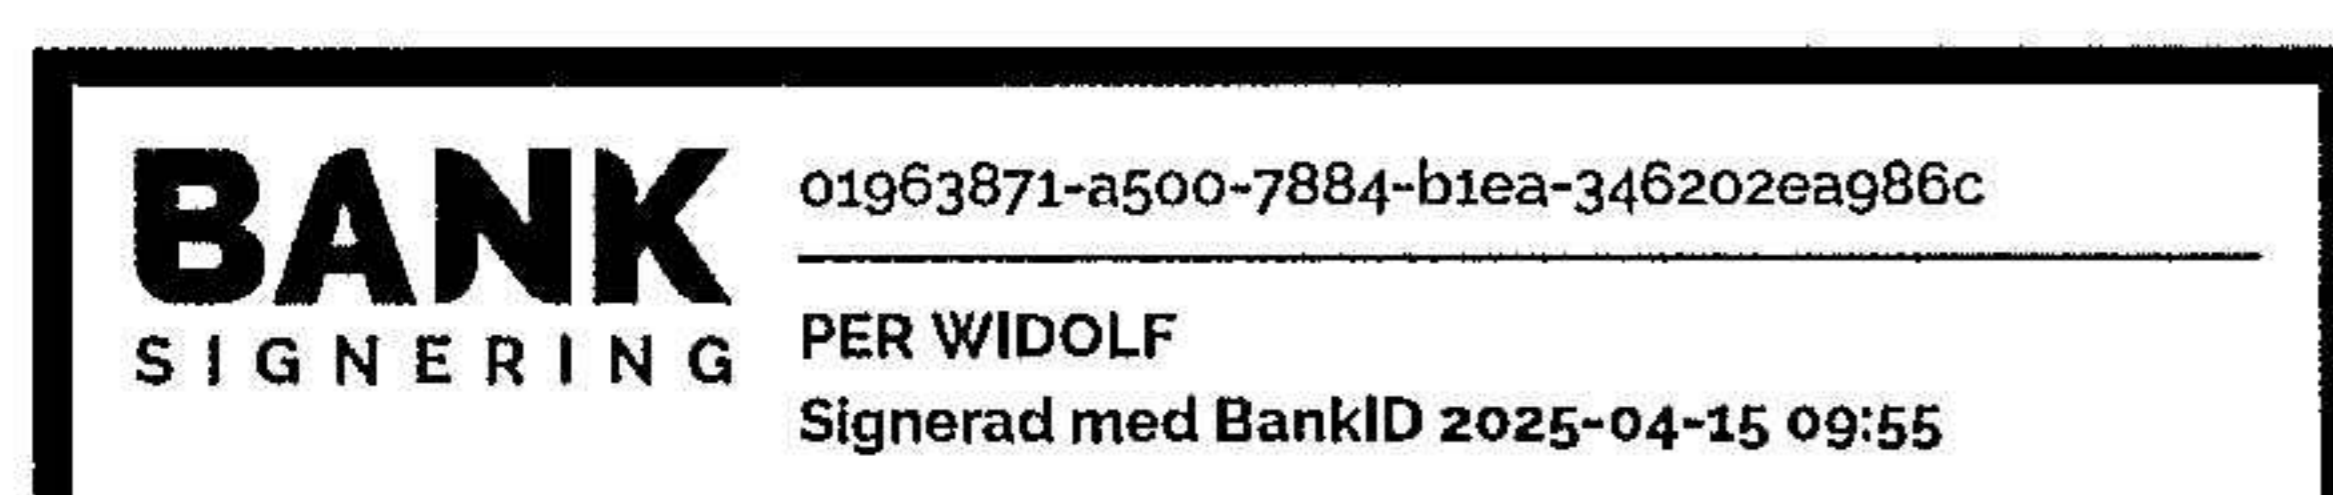 BANK
SIGNERING
01963871-a500-7884-b1ea-346202ea986c
PER WIDOLF
Signerad med BankID 2025-04-15 09:55